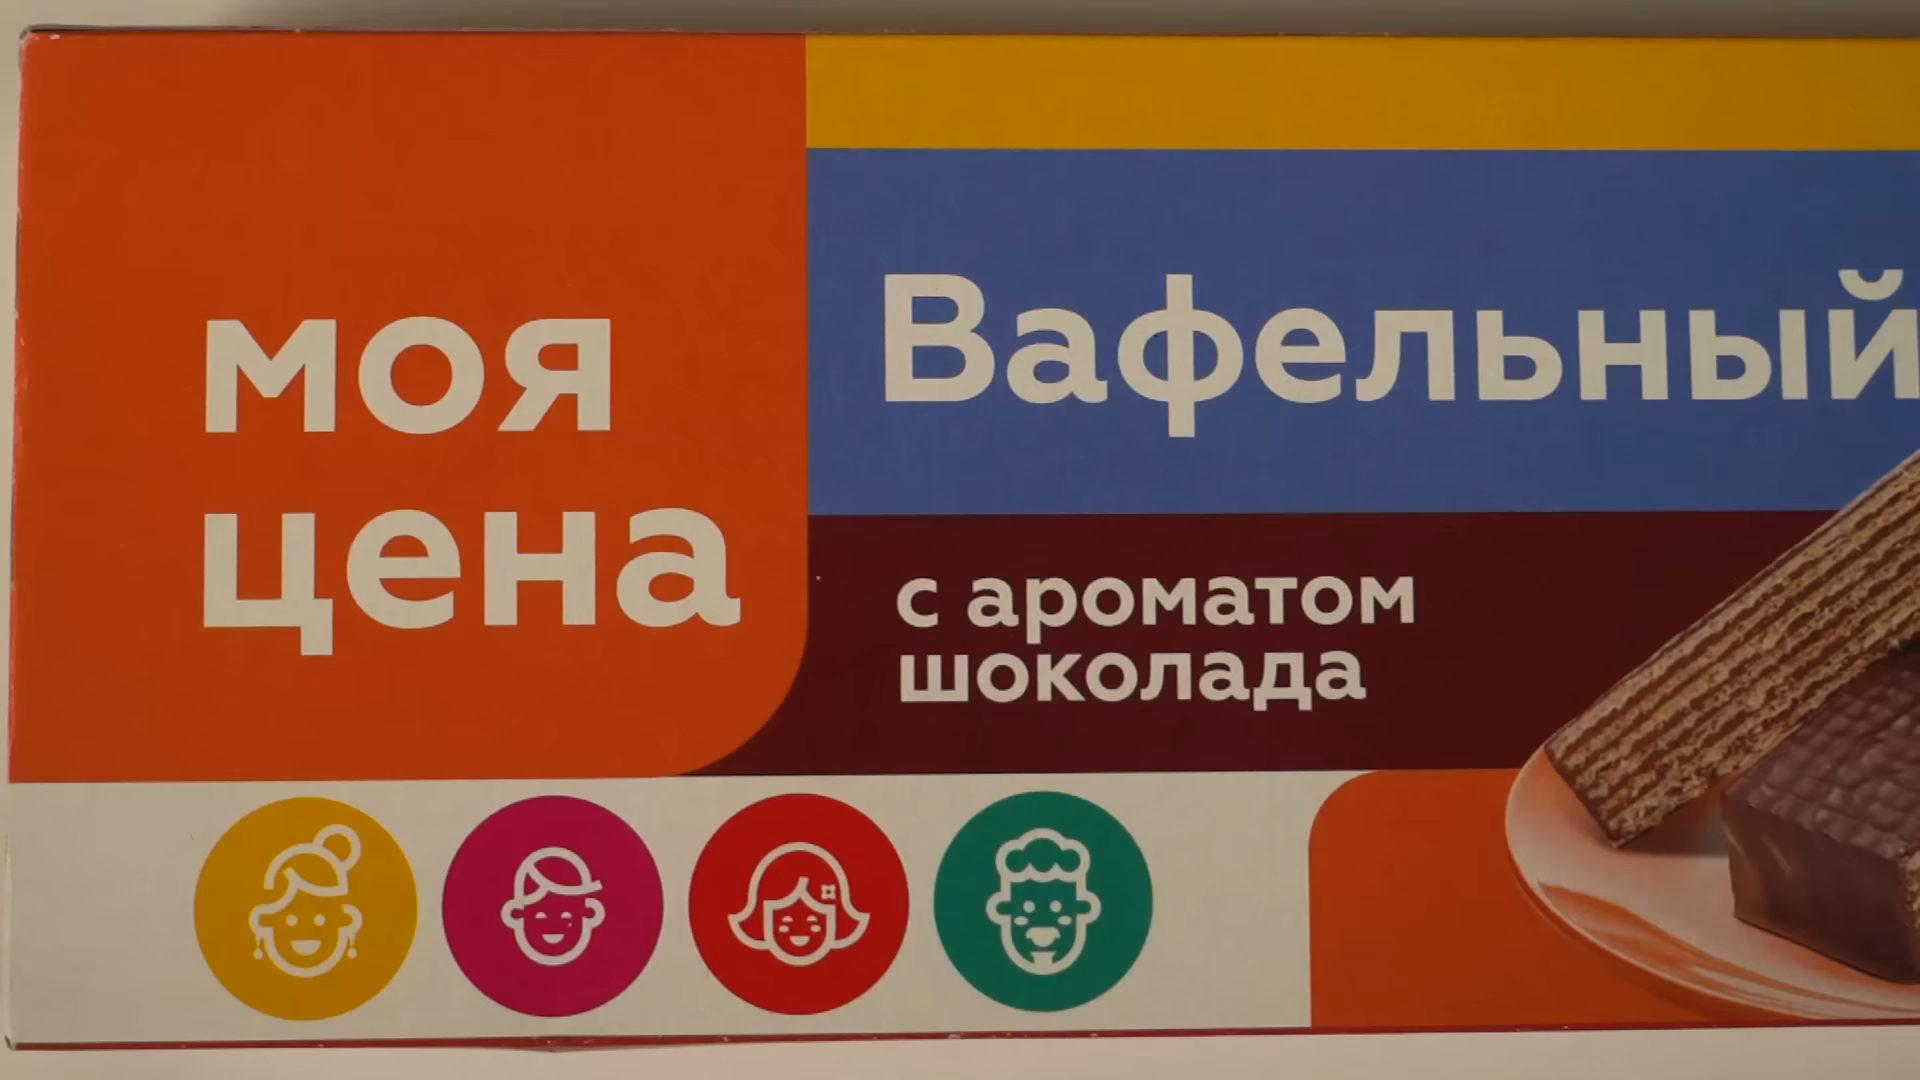 моя
цена
Вафельный
с ароматом
шоколада